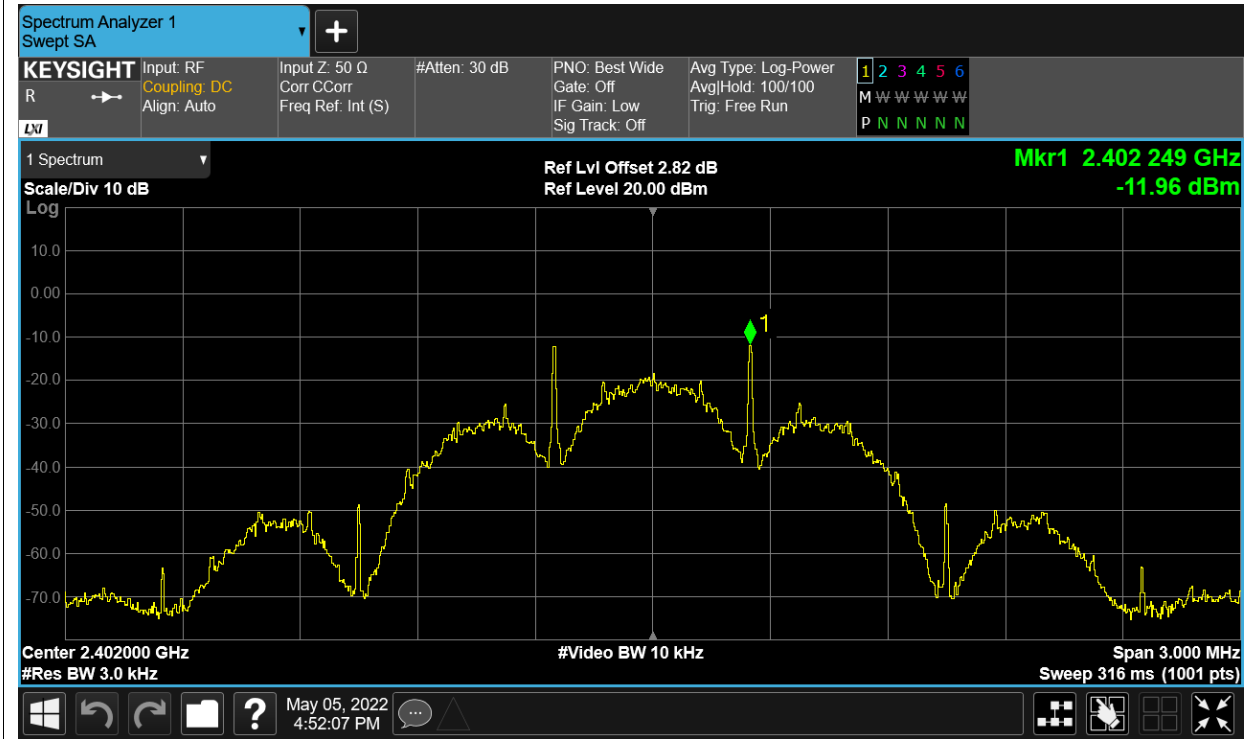 Spectrum Analyzer 1
Swept SA
+
KEYSIGHT
R
LXI
Input: RF
Coupling: DC
Align: Auto
Input Z: 50 Ω
Corr CCorr
Freq Ref: Int (S)
#Atten: 30 dB
PNO: Best Wide
Gate: Off
IF Gain: Low
Sig Track: Off
Avg Type: Log-Power
Avg|Hold: 100/100
Trig: Free Run
1 2 3 4 5 6
M W W W W W W
P N N N N N N
1 Spectrum
Scale/Div 10 dB
Log
Ref Lvl Offset 2.82 dB
Ref Level 20.00 dBm
Mkr1 2.402 249 GHz
-11.96 dBm
10.0
0.00
-10.0
-20.0
-30.0
-40.0
-50.0
-60.0
-70.0
1
Center 2.402000 GHz
#Res BW 3.0 kHz
#Video BW 10 kHz
Span 3.000 MHz
Sweep 316 ms (1001 pts)
?
May 05, 2022
4:52:07 PM